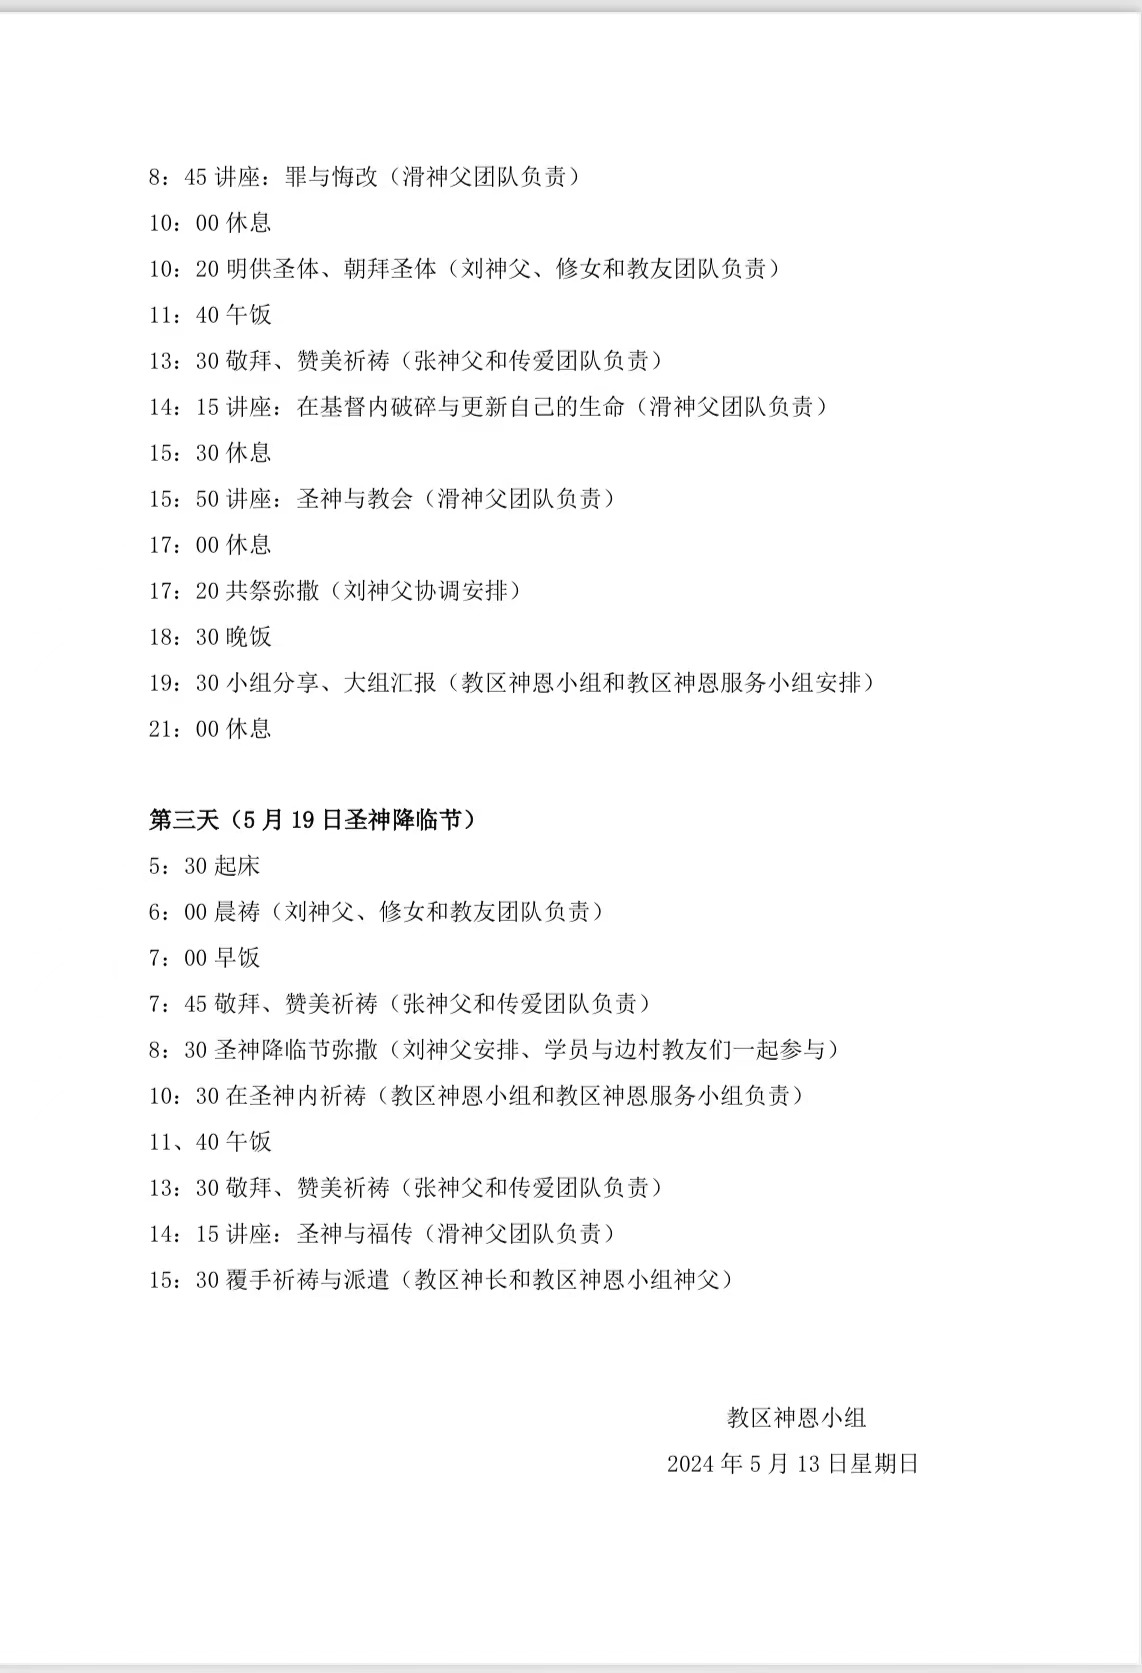 8：45 讲座：罪与悔改（滑神父团队负责）
10：00 休息
10：20 明供圣体、朝拜圣体（刘神父、修女和教友团队负责）
11：40 午饭
13：30 敬拜、赞美祈祷（张神父和传爱团队负责）
14：15 讲座：在基督内破碎与更新自己的生命（滑神父团队负责）
15：30 休息
15：50 讲座：圣神与教会（滑神父团队负责）
17：00 休息
17：20 共祭弥撒（刘神父协调安排）
18：30 晚饭
19：30 小组分享、大组汇报（教区神恩小组和教区神恩服务小组安排）
21：00 休息
第三天（5 月 19 日圣神降临节）
5：30 起床
6：00 晨祷（刘神父、修女和教友团队负责）
7：00 早饭
7：45 敬拜、赞美祈祷（张神父和传爱团队负责）
8：30 圣神降临节弥撒（刘神父安排、学员与边村教友们一起参与）
10：30 在圣神内祈祷（教区神恩小组和教区神恩服务小组负责）
11、40 午饭
13：30 敬拜、赞美祈祷（张神父和传爱团队负责）
14：15 讲座：圣神与福传（滑神父团队负责）
15：30 覆手祈祷与派遣（教区神长和教区神恩小组神父）
教区神恩小组
2024 年 5 月 13 日星期日